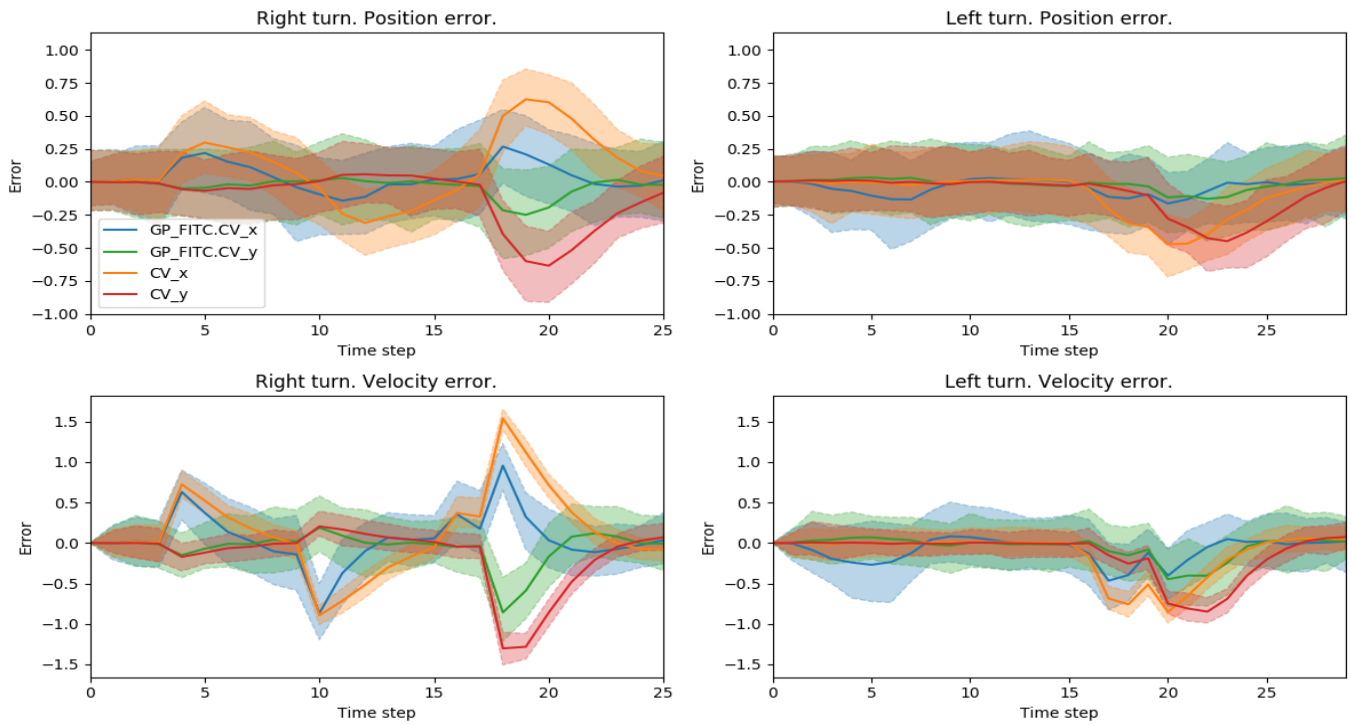 Right turn. Position error.
1.00
0.75
0.50
0.25
0.00
−0.25
−0.50
−0.75
−1.00
Error
GP_FITC.CV_x
GP_FITC.CV_y
CV_x
CV_y
0 5 10 15 20 25
Time step
Left turn. Position error.
1.00
0.75
0.50
0.25
0.00
−0.25
−0.50
−0.75
−1.00
Error
0 5 10 15 20 25
Time step
Right turn. Velocity error.
1.5
1.0
0.5
0.0
−0.5
−1.0
−1.5
Error
0 5 10 15 20 25
Time step
Left turn. Velocity error.
1.5
1.0
0.5
0.0
−0.5
−1.0
−1.5
Error
0 5 10 15 20 25
Time step